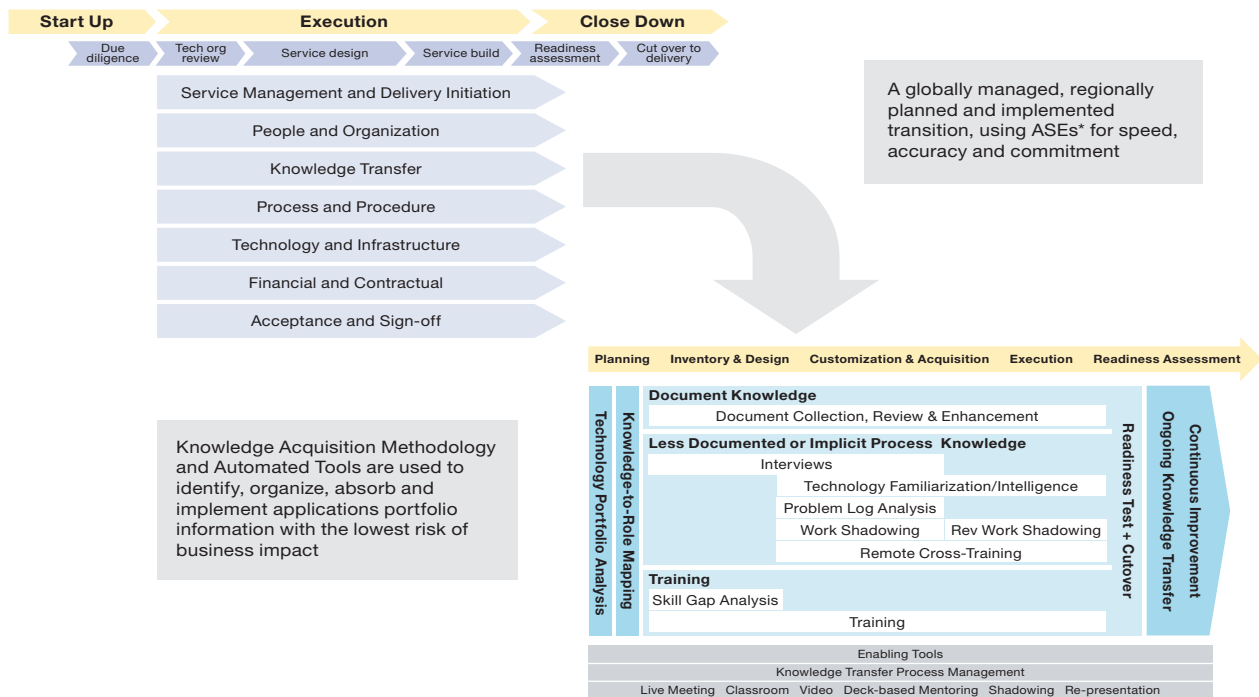 Start Up
Execution
Close Down
Due
diligence
Tech org
review
Service design
Service build
Readiness
assessment
Cut over to
delivery
Service Management and Delivery Initiation
People and Organization
Knowledge Transfer
Process and Procedure
Technology and Infrastructure
Financial and Contractual
Acceptance and Sign-off
A globally managed, regionally
planned and implemented
transition, using ASEs* for speed,
accuracy and commitment
Knowledge Acquisition Methodology
and Automated Tools are used to
identify, organize, absorb and
implement applications portfolio
information with the lowest risk of
business impact
Planning Inventory & Design Customization & Acquisition Execution Readiness Assessment
Technology Portfolio Analysis
Knowledge-to-Role Mapping
Document Knowledge
Document Collection, Review & Enhancement
Less Documented or Implicit Process Knowledge
Interviews
Technology Familiarization/Intelligence
Problem Log Analysis
Work Shadowing
Rev Work Shadowing
Remote Cross-Training
Training
Skill Gap Analysis
Training
Readiness Test + Cutover
Ongoing Knowledge Transfer
Continuous Improvement
Enabling Tools
Knowledge Transfer Process Management
Live Meeting Classroom Video Deck-based Mentoring Shadowing Re-presentation